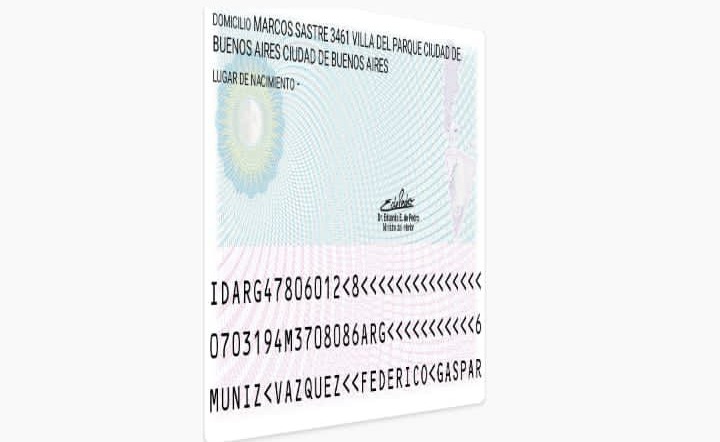 DOMICILIO MARCOS SASTRE 3461 VILLA DEL PARQUE CIUDAD DE
BUENOS AIRES CIUDAD DE BUENOS AIRES
LUGAR DE NACIMIENTO -
Dr. Eduardo E. de Pedro
Ministro del Interior
IDARG47806012<8<<<<<<<<<<<<<<<
0703194M3708086ARG<<<<<<<<<<<6
MUNIZ<VAZQUEZ<<FEDERICO<GASPAR